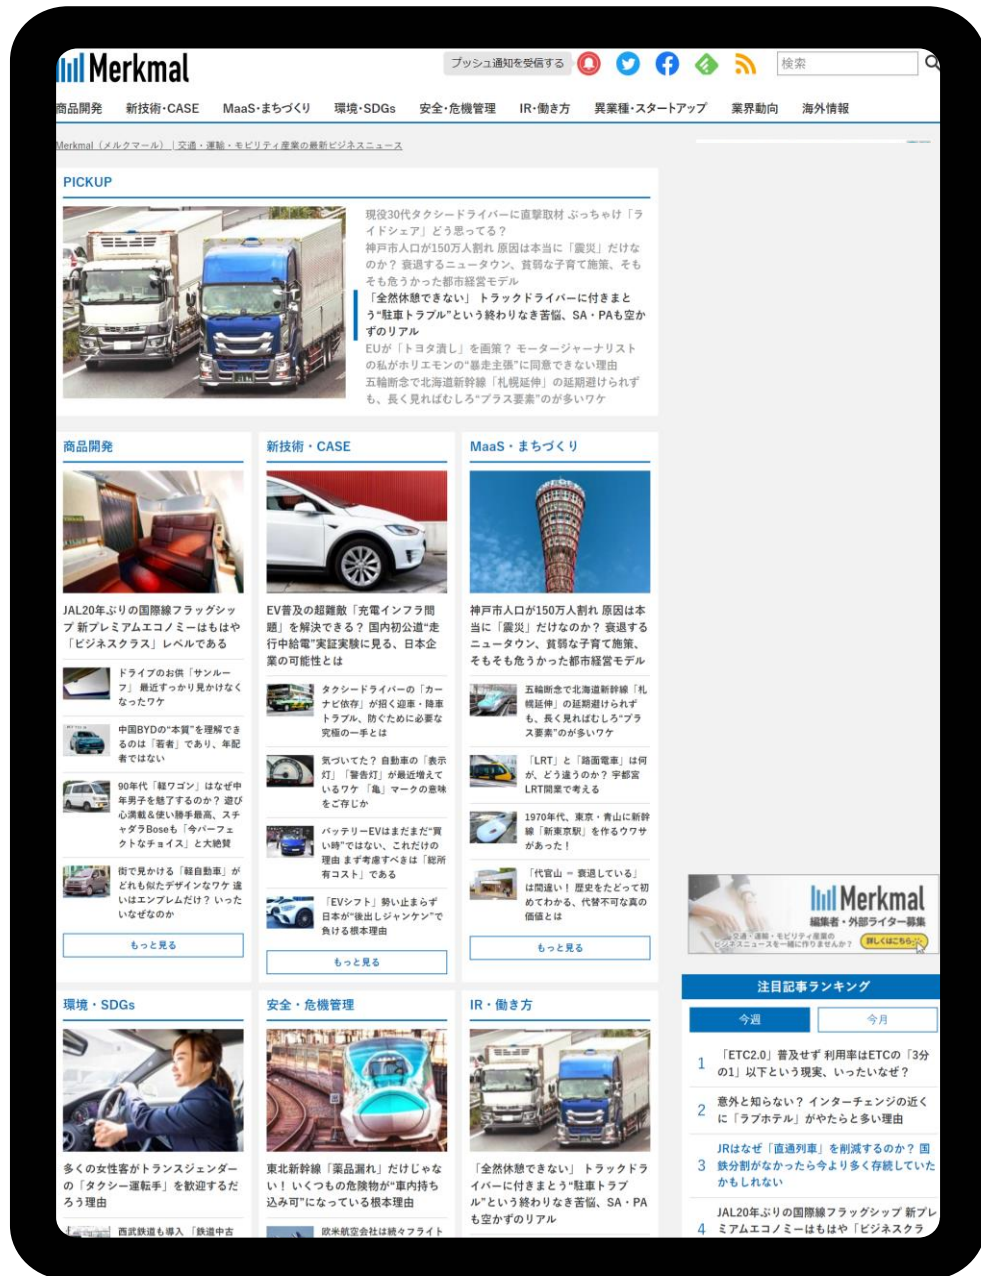 Merkmal
プッシュ通知を受信する
検索
商品開発 新技術・CASE MaaS・まちづくり 環境・SDGs 安全・危機管理 IR・働き方 異業種・スタートアップ 業界動向 海外情報
Merkmal（メルクマール） | 交通・運輸・モビリティ産業の最新ビジネスニュース
PICKUP
現役30代タクシードライバーに直撃取材 ぶっちゃけ「ラ
イドシェア」どう思ってる？
神戸市人口が150万人割れ 原因は本当に「震災」だけな
のか？ 衰退するニュータウン、貧弱な子育て施策、そも
そも危うかった都市経営モデル
「全然休憩できない」 トラックドライバーに付きまと
う“駐車トラブル”という終わりなき苦悩、SA・PAも空か
ずのリアル
EUが「トヨタ潰し」を画策？ モータージャーナリスト
の私がホリエモンの“暴走主張”に同意できない理由
五輪断念で北海道新幹線「札幌延伸」の延期避けられず
も、長く見ればむしろ“プラス要素”のが多いワケ
商品開発
JAL20年ぶりの国際線フラッグシッ
プ 新プレミアムエコノミーはもはや
「ビジネスクラス」レベルである
ドライブのお供「サンルー
フ」 最近すっかり見かけなく
なったワケ
中国BYDの“本質”を理解でき
るのは「若者」であり、年配
者ではない
90年代「軽ワゴン」はなぜ中
年男子を魅了するのか？ 遊び
心満載＆使い勝手最高、スチ
ャダラBoseも「今パーフェ
クトなチョイス」と大絶賛
街で見かける「軽自動車」が
どれも似たデザインなワケ 違
いはエンブレムだけ？ いった
いなぜなのか
もっと見る
新技術・CASE
EV普及の超難敵「充電インフラ問
題」を解決できる？ 国内初公道“走
行中給電”実証実験に見る、日本企
業の可能性とは
タクシードライバーの「カー
ナビ依存」が招く迎車・降車
トラブル、防ぐために必要な
究極の一手とは
気づいてた？ 自動車の「表示
灯」「警告灯」が最近増えて
いるワケ 「亀」マークの意味
をご存じか
バッテリーEVはまだまだ“買
い時”ではない、これだけの
理由 まず考慮すべきは「総所
有コスト」である
「EVシフト」勢い止まらず
日本が“後出しジャンケン”で
負ける根本理由
もっと見る
MaaS・まちづくり
神戸市人口が150万人割れ 原因は本
当に「震災」だけなのか？ 衰退する
ニュータウン、貧弱な子育て施策、
そもそも危うかった都市経営モデル
五輪断念で北海道新幹線「札
幌延伸」の延期避けられず
も、長く見ればむしろ“プラ
ス要素”のが多いワケ
「LRT」と「路面電車」は何
が、どう違うのか？ 宇都宮
LRT開業で考える
1970年代、東京・青山に新幹
線「新東京駅」を作るウワサ
があった！
「代官山 = 衰退している」
は間違い！ 歴史をたどって初
めてわかる、代替不可な真の
価値とは
もっと見る
環境・SDGs
多くの女性客がトランスジェンダー
の「タクシー運転手」を歓迎するだ
ろう理由
西武鉄道も導入 「鉄道中古
安全・危機管理
東北新幹線「薬品漏れ」だけじゃな
い！ いくつもの危険物が“車内持ち
込み可”になっている根本理由
欧米航空会社は続々フライト
IR・働き方
「全然休憩できない」 トラックドラ
イバーに付きまとう“駐車トラブ
ル”という終わりなき苦悩、SA・PA
も空かずのリアル
Merkmal
編集者・外部ライター募集
交通・運輸・モビリティ産業の
ビジネスニュースを一緒に作りませんか？
詳しくはこちら
注目記事ランキング
今週 今月
1 「ETC2.0」普及せず 利用率はETCの「3分
の1」以下という現実、いったいなぜ？
2 意外と知らない？ インターチェンジの近く
に「ラブホテル」がやたらと多い理由
3 JRはなぜ「直通列車」を削減するのか？ 国
鉄分割がなかったら今より多く存続していた
かもしれない
4 JAL20年ぶりの国際線フラッグシップ 新プレ
ミアムエコノミーはもはや「ビジネスクラ